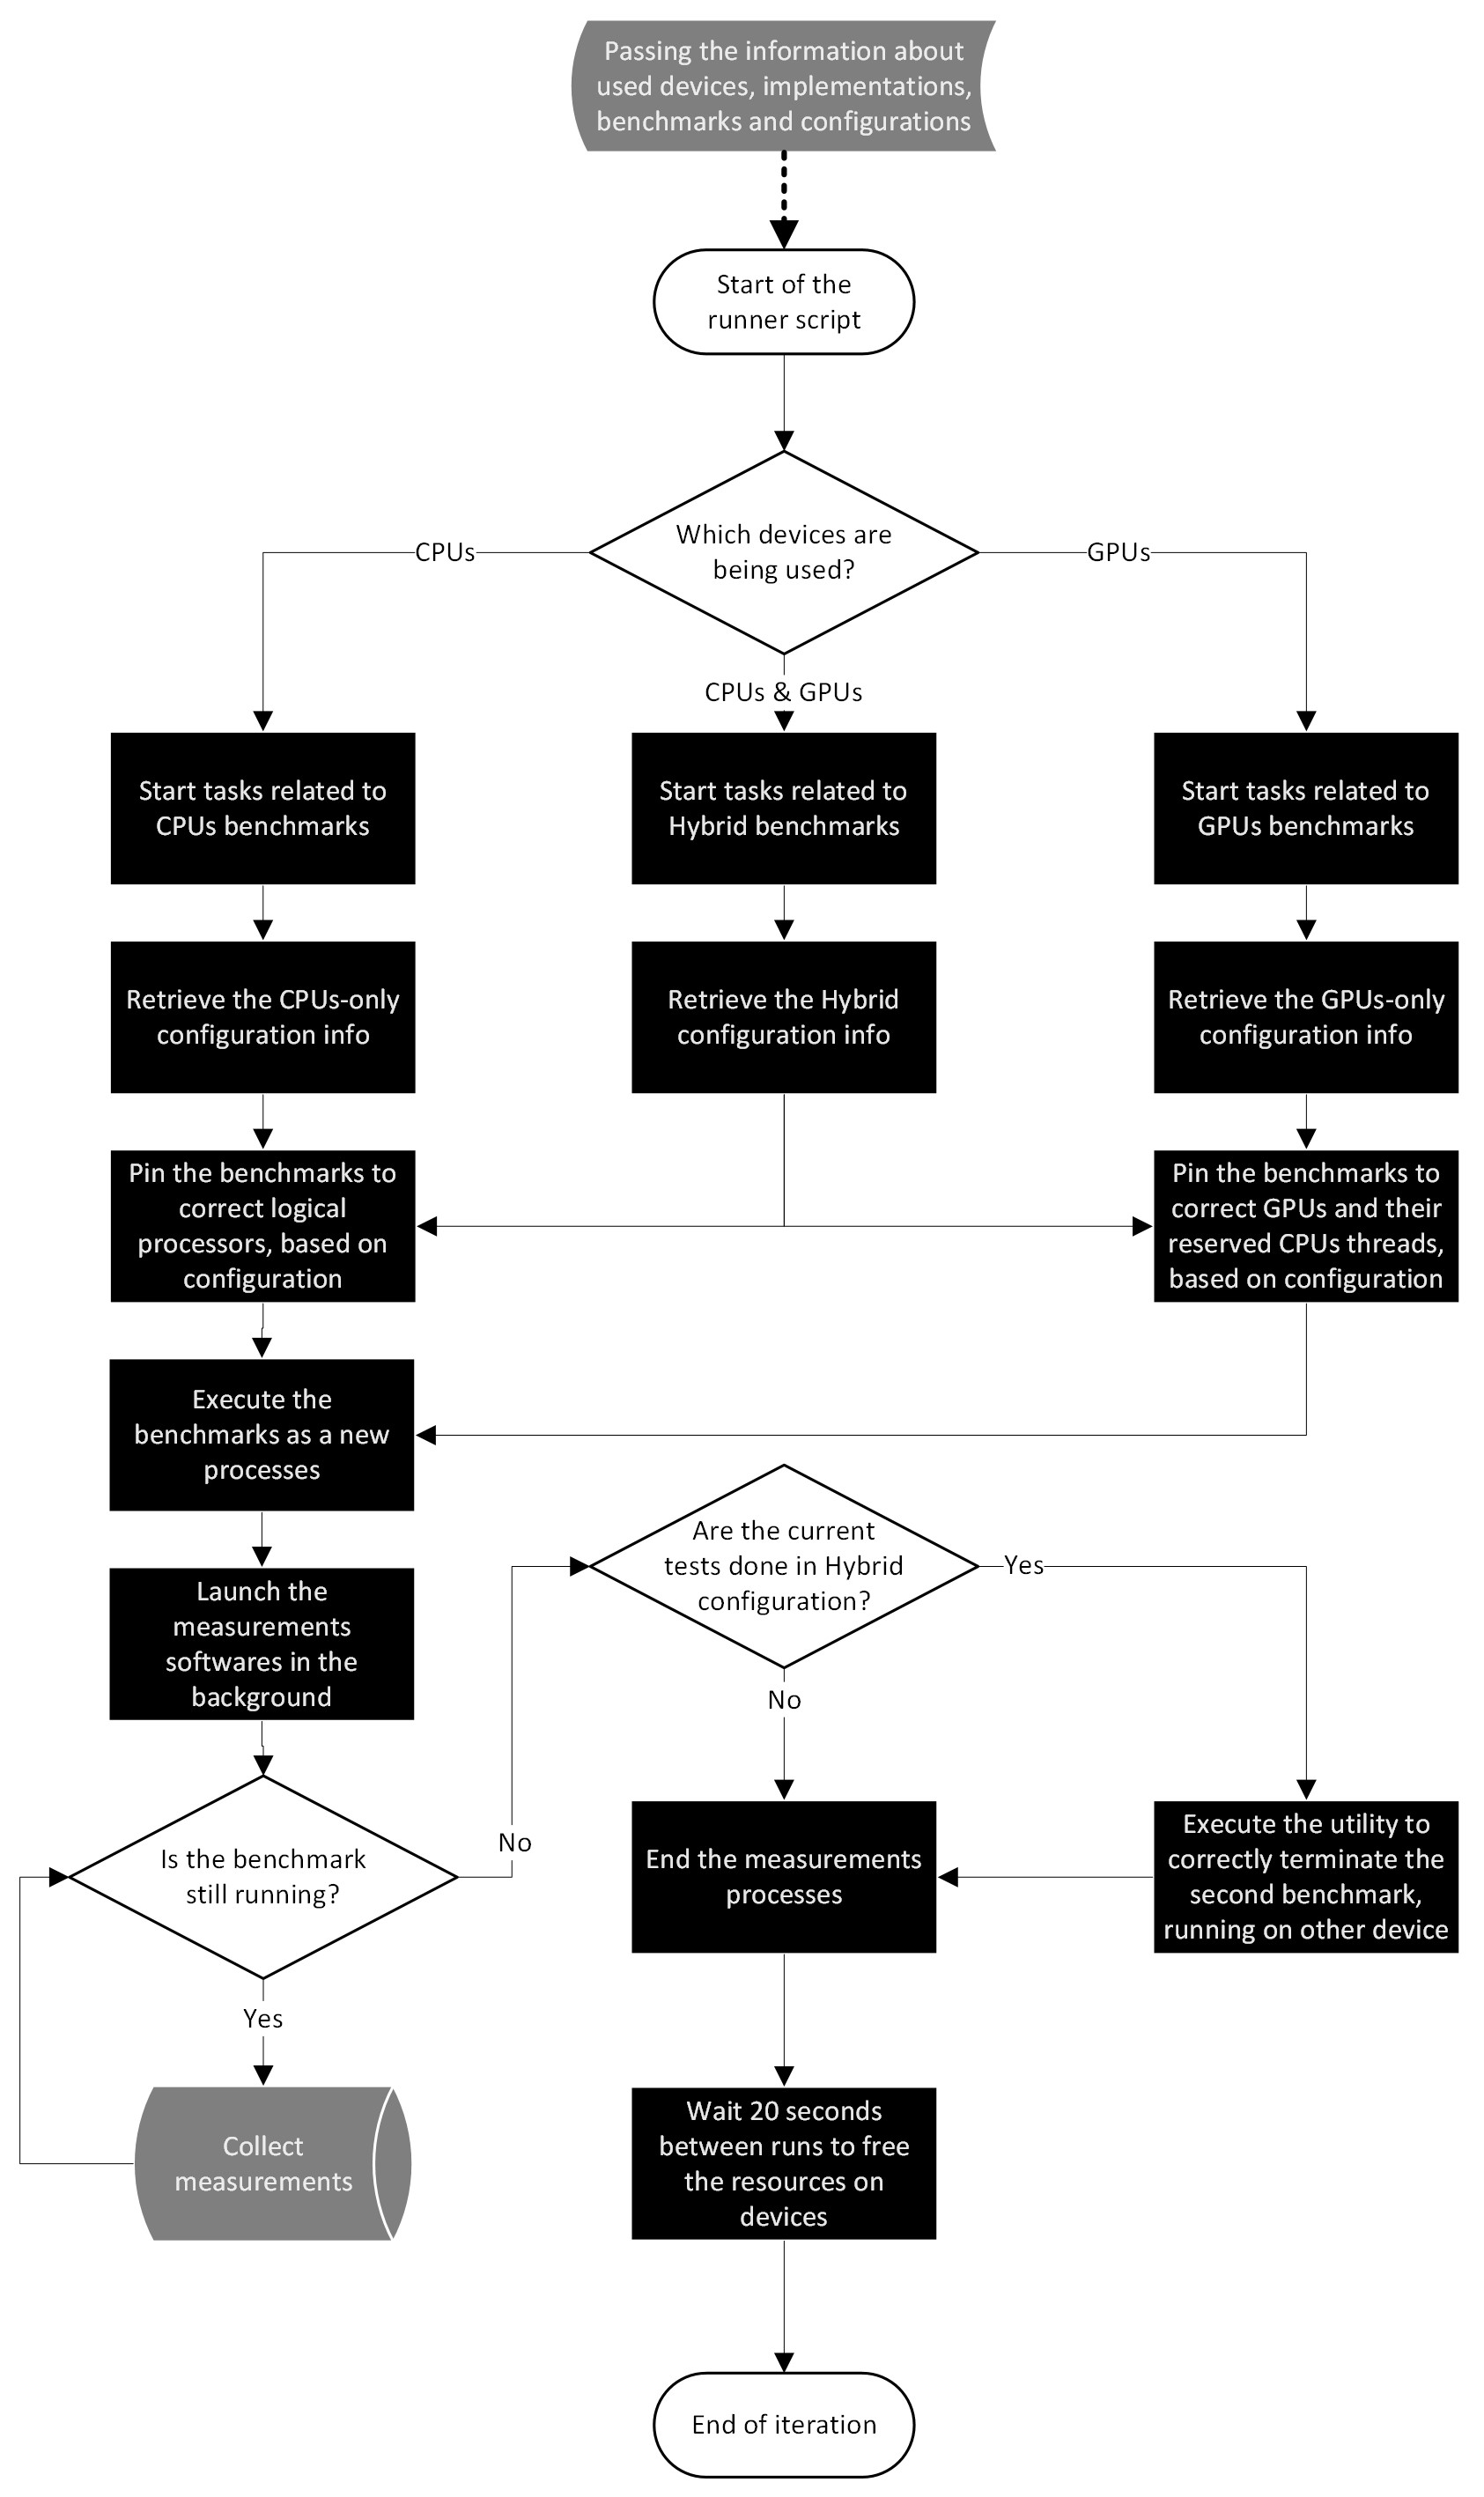 Passing the information about
used devices, implementations,
benchmarks and configurations
Start of the
runner script
Which devices are
being used?
CPUs
GPUs
CPUs & GPUs
Start tasks related to
CPUs benchmarks
Start tasks related to
Hybrid benchmarks
Start tasks related to
GPUs benchmarks
Retrieve the CPUs-only
configuration info
Retrieve the Hybrid
configuration info
Retrieve the GPUs-only
configuration info
Pin the benchmarks to
correct logical
processors, based on
configuration
Pin the benchmarks to
correct GPUs and their
reserved CPUs threads,
based on configuration
Execute the
benchmarks as a new
processes
Are the current
tests done in Hybrid
configuration?
Yes
Launch the
measurements
softwares in the
background
No
Is the benchmark
still running?
No
End the measurements
processes
Execute the utility to
correctly terminate the
second benchmark,
running on other device
Yes
Collect
measurements
Wait 20 seconds
between runs to free
the resources on
devices
End of iteration